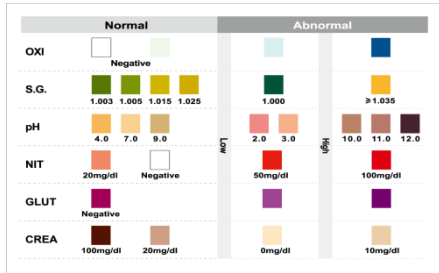 Normal Abnormal
OXI
Negative
S.G.
1.003 1.005 1.015 1.025 1.000 ≥1.035
pH
4.0 7.0 9.0 2.0 3.0 10.0 11.0 12.0
Low
High
NIT
20mg/dl Negative 50mg/dl 100mg/dl
GLUT
Negative
CREA
100mg/dl 20mg/dl 0mg/dl 10mg/dl